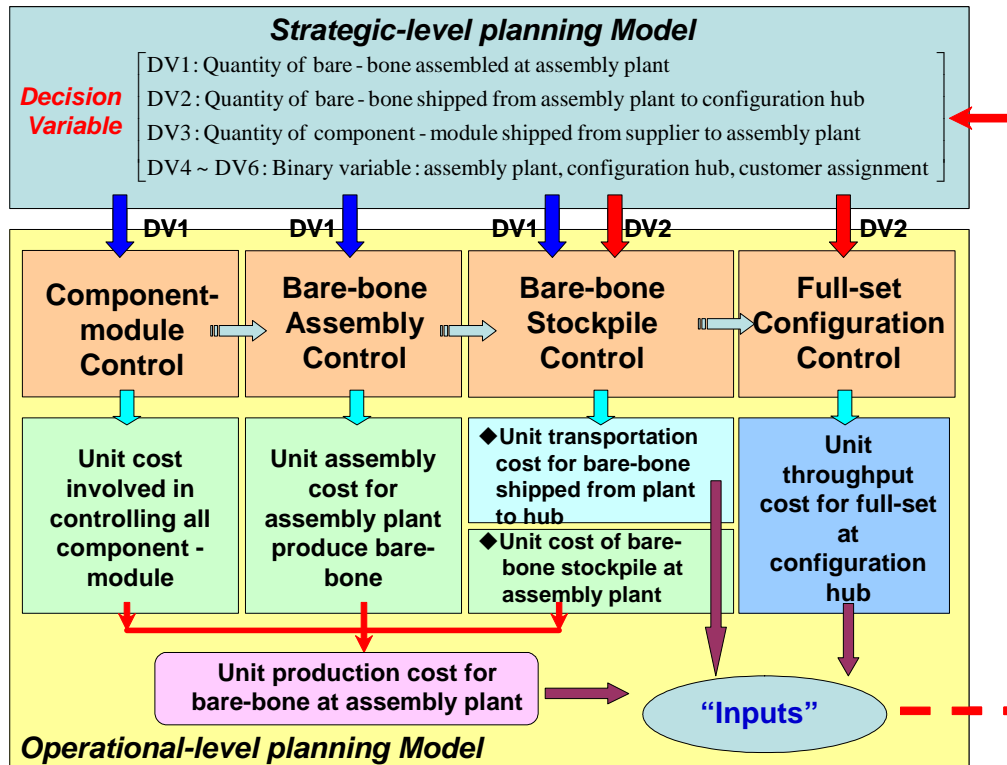 Strategic-level planning Model
Decision
Variable
DV1: Quantity of bare - bone assembled at assembly plant
DV2: Quantity of bare - bone shipped from assembly plant to configuration hub
DV3: Quantity of component - module shipped from supplier to assembly plant
DV4 ~ DV6: Binary variable : assembly plant, configuration hub, customer assignment
DV1
DV1
DV1
DV2
DV2
Component-
module
Control
Bare-bone
Assembly
Control
Bare-bone
Stockpile
Control
Full-set
Configuration
Control
Unit cost
involved in
controlling all
component -
module
Unit assembly
cost for
assembly plant
produce bare-
bone
◆Unit transportation
cost for bare-bone
shipped from plant
to hub
◆Unit cost of bare-
bone stockpile at
assembly plant
Unit
throughput
cost for full-set
at
configuration
hub
Unit production cost for
bare-bone at assembly plant
“Inputs”
Operational-level planning Model